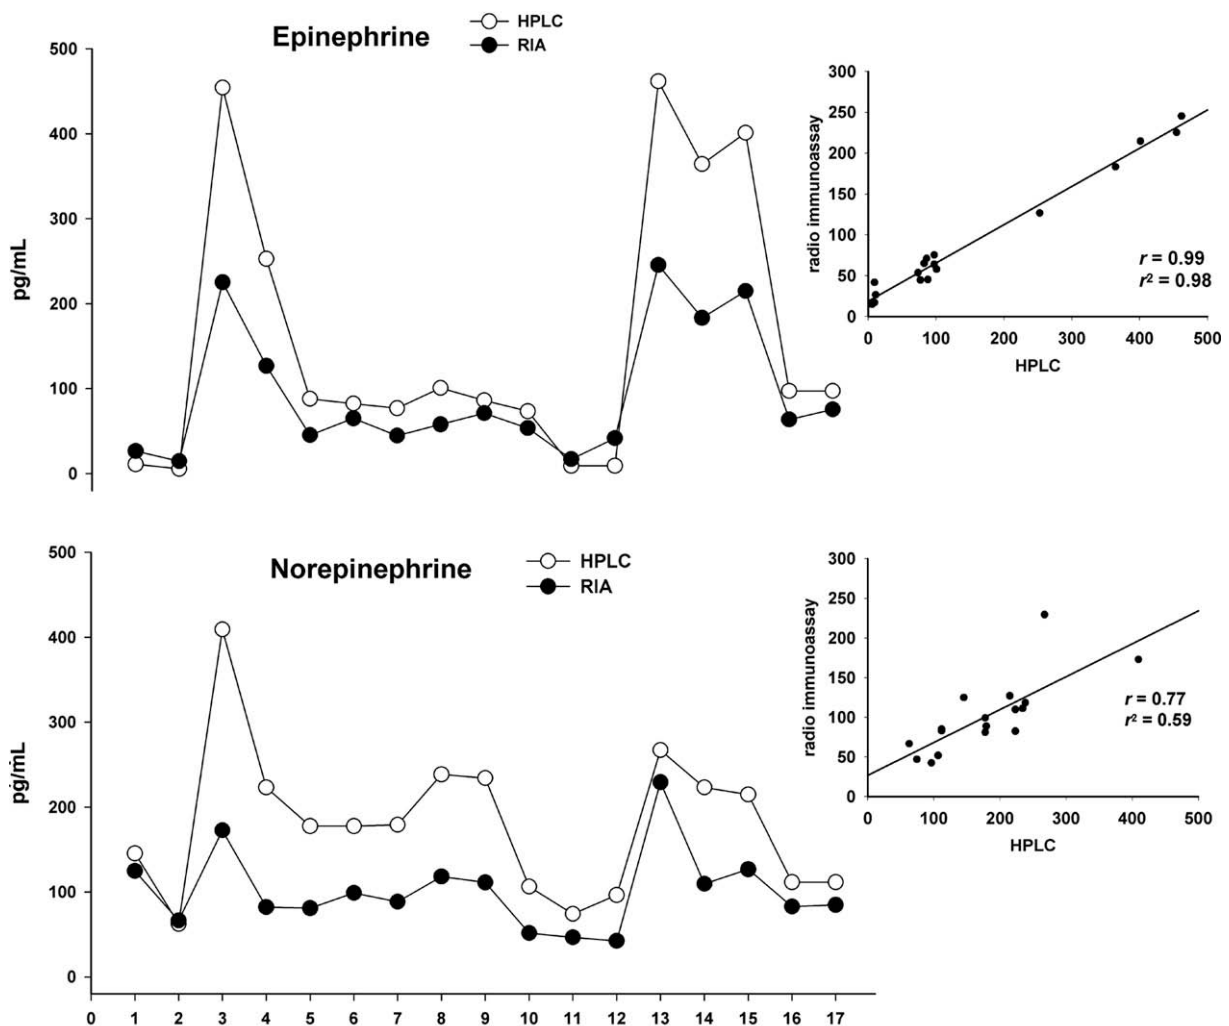 Epinephrine
HPLC
RIA
500
400
300
200
100
0
pg/mL
300
250
200
150
100
50
0
radio immunoassay
r = 0.99
r² = 0.98
0 100 200 300 400 500
HPLC
Norepinephrine
HPLC
RIA
500
400
300
200
100
0
pg/mL
300
250
200
150
100
50
0
radio immunoassay
r = 0.77
r² = 0.59
0 100 200 300 400 500
HPLC
0 1 2 3 4 5 6 7 8 9 10 11 12 13 14 15 16 17